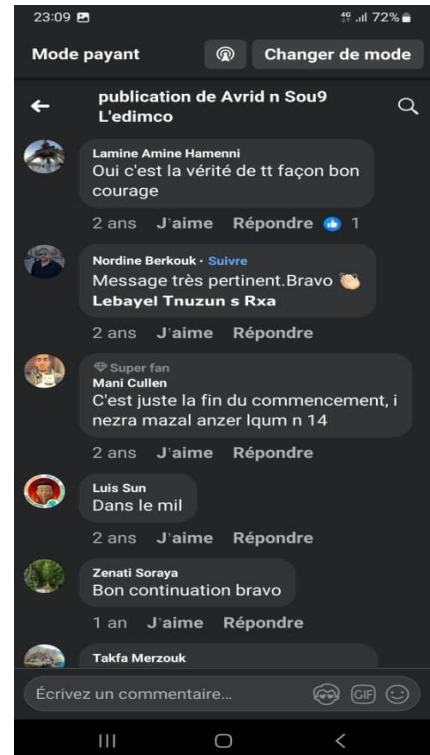 23:09
4G
72%
Mode payant
Changer de mode
publication de Avrid n Sou9
L'edimco
Lamine Amine Hamenni
Oui c'est la vérité de tt façon bon
courage
2 ans J'aime Répondre 1
Nordine Berkouk · Suivre
Message très pertinent.Bravo 👏🏻
Lebayel Tnuzun s Rxa
2 ans J'aime Répondre
Super fan
Mani Cullen
C'est juste la fin du commencement, i
nezra mazal anzer lqum n 14
2 ans J'aime Répondre
Luis Sun
Dans le mil
2 ans J'aime Répondre
Zenati Soraya
Bon continuation bravo
1 an J'aime Répondre
Takfa Merzouk
Écrivez un commentaire...
GIF